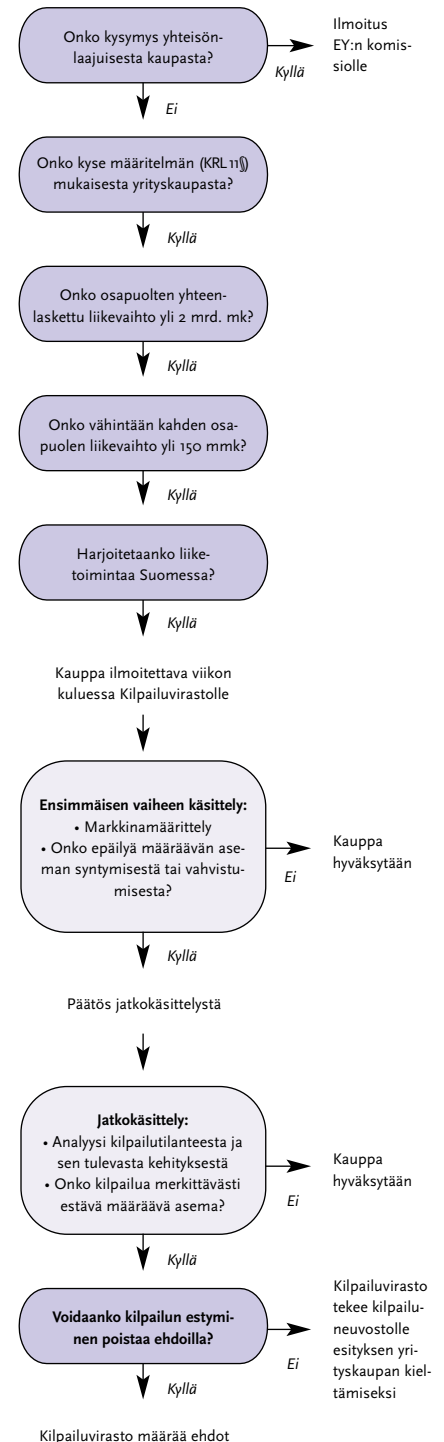 Onko kysymys yhteisön-
laajuisesta kaupasta?
Kyllä
Ilmoitus
EY:n komis-
siolle
Ei
Onko kyse määritelmän (KRL 11§)
mukaisesta yrityskaupasta?
Kyllä
Onko osapuolten yhteen-
laskettu liikevaihto yli 2 mrd. mk?
Kyllä
Onko vähintään kahden osa-
puolen liikevaihto yli 150 mmk?
Kyllä
Harjoitetaanko liike-
toimintaa Suomessa?
Kyllä
Kauppa ilmoitettava viikon
kuluessa Kilpailuvirastolle
Ensimmäisen vaiheen käsittely:
• Markkinamäärittely
• Onko epäilyä määräävän ase-
man syntymisestä tai vahvistu-
misesta?
Ei
Kauppa
hyväksytään
Kyllä
Päätös jatkokäsittelystä
Jatkokäsittely:
• Analyysi kilpailutilanteesta ja
sen tulevasta kehityksestä
• Onko kilpailua merkittävästi
estävä määräävä asema?
Ei
Kauppa
hyväksytään
Kyllä
Voidaanko kilpailun estymi-
nen poistaa ehdoilla?
Ei
Kilpailuvirasto
tekee kilpailu-
neuvostolle
esityksen yri-
tyskaupan kiel-
tämiseksi
Kyllä
Kilpailuvirasto määrää ehdot